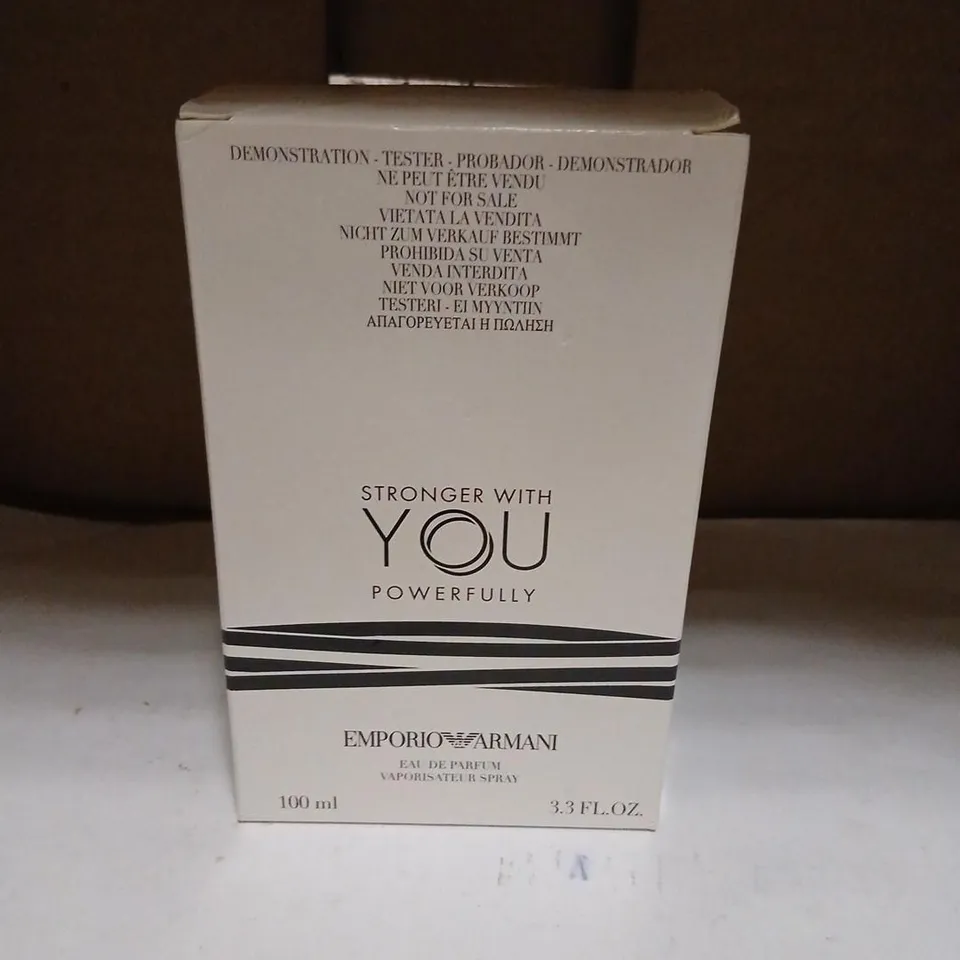 DEMONSTRATION - TESTER - PROBADOR - DEMONSTRADOR
NE PEUT ÊTRE VENDU
NOT FOR SALE
VIETATA LA VENDITA
NICHT ZUM VERKAUF BESTIMMT
PROHIBIDA SU VENTA
VENDA INTERDITA
NIET VOOR VERKOOP
TESTERI - EI MYYNTIIN
ΑΠΑΓΟΡΕΥΕΤΑΙ Η ΠΩΛΗΣΗ
STRONGER WITH
YOU
POWERFULLY
EMPORIO ARMANI
EAU DE PARFUM
VAPORISATEUR SPRAY
100 ml 3.3 FL.OZ.